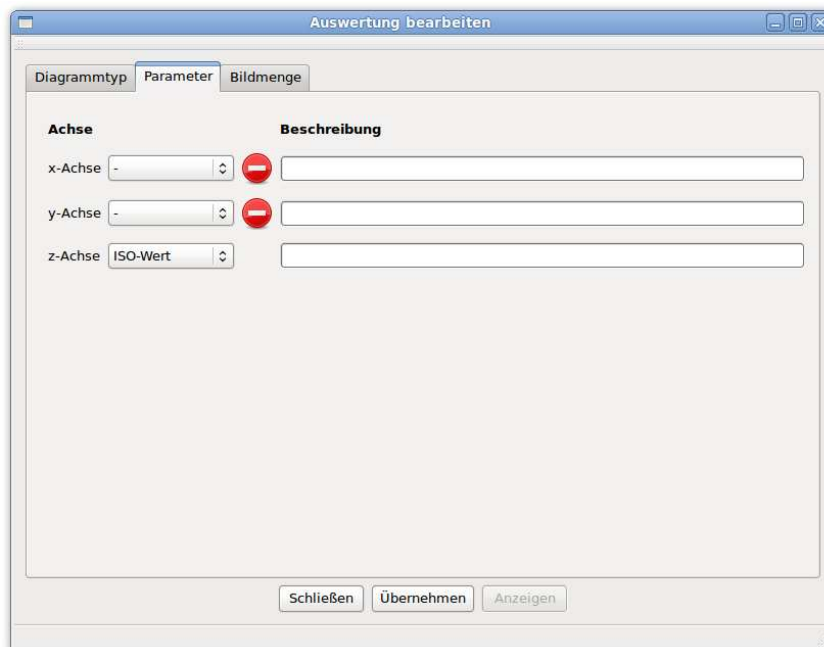 Auswertung bearbeiten
Diagrammtyp Parameter Bildmenge
Achse Beschreibung
x-Achse -
y-Achse -
z-Achse ISO-Wert
Schließen Übernehmen Anzeigen